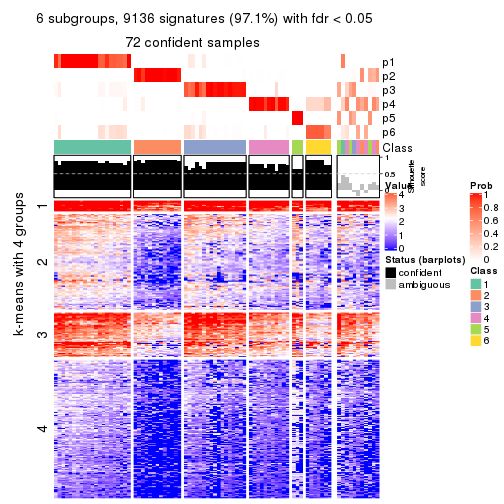 6 subgroups, 9136 signatures (97.1%) with fdr < 0.05
72 confident samples
p1
p2
p3
p4
p5
p6
Class
1
0.5
0
Silhouette
score
k-means with 4 groups
1
2
3
4
Value
4
3
2
1
0
Status (barplots)
confident
ambiguous
Prob
1
0.8
0.6
0.4
0.2
0
Class
1
2
3
4
5
6